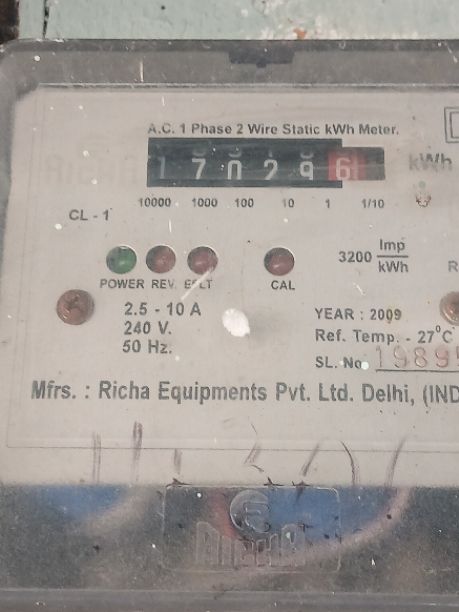 A.C. 1 Phase 2 Wire Static kWh Meter.
170296 kWh
10000 1000 100 10 1 1/10
CL - 1
3200 Imp/kWh
POWER REV. E/LT CAL
2.5 - 10 A
240 V.
50 Hz.
YEAR : 2009
Ref. Temp. - 27°C
SL. No
Mfrs. : Richa Equipments Pvt. Ltd. Delhi, (IND